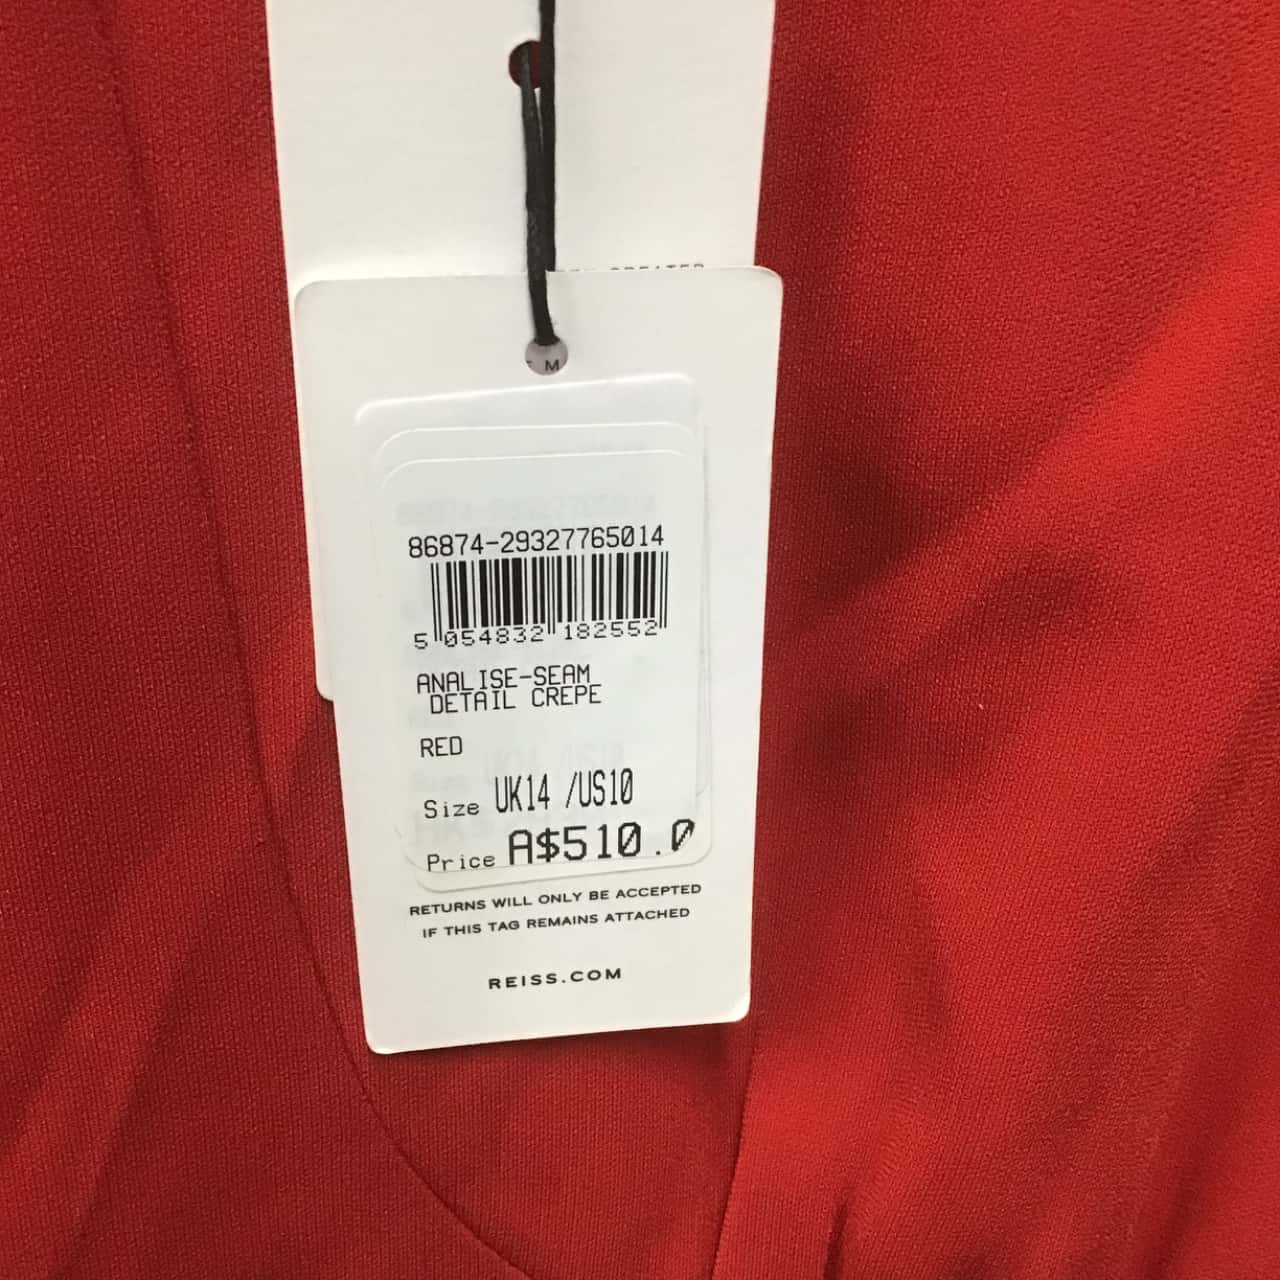 M
86874-29327765014
5 054832 182552
ANALISE-SEAM
DETAIL CREPE
RED
Size UK14 /US10
Price A$510.0
RETURNS WILL ONLY BE ACCEPTED
IF THIS TAG REMAINS ATTACHED
REISS.COM